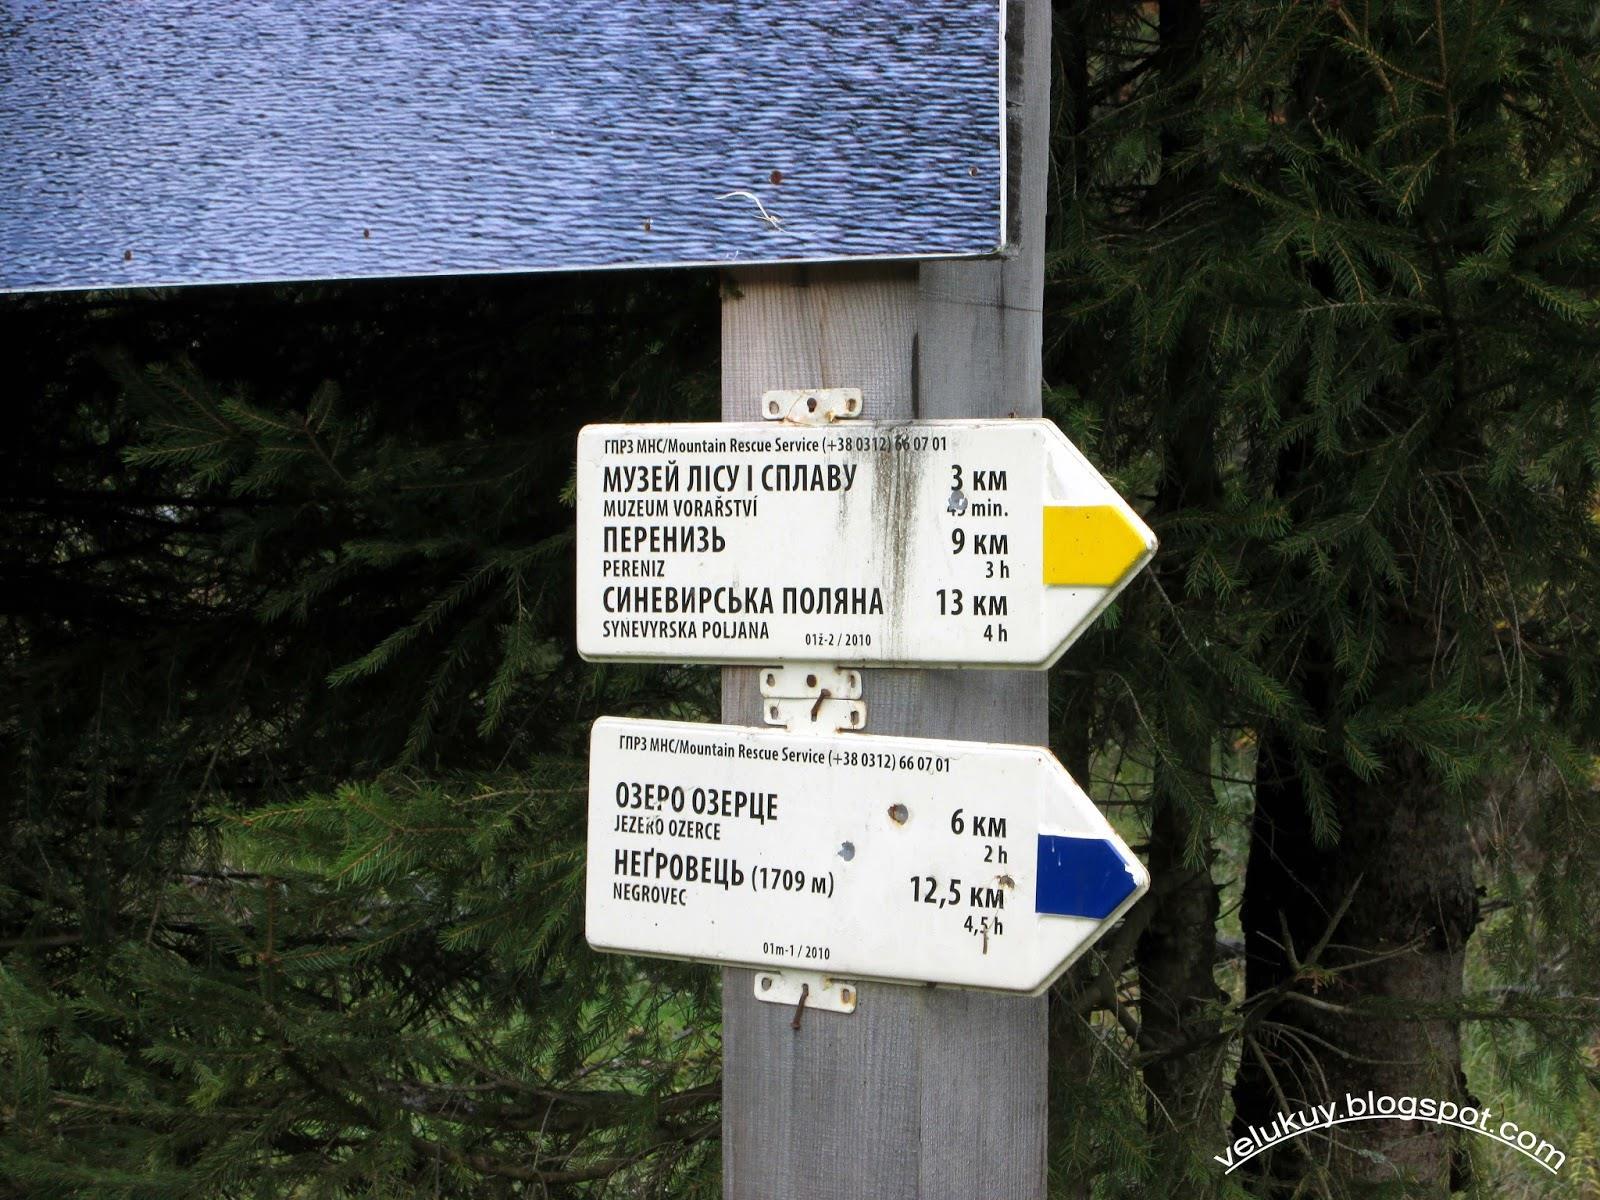 ГПРЗ МНС/Mountain Rescue Service (+38 0312) 66 07 01
МУЗЕЙ ЛІСУ І СПЛАВУ 3 км
MUZEUM VORAŘSTVÍ min.
ПЕРЕНИЗЬ 9 км
PERENIZ 3 h
СИНЕВИРСЬКА ПОЛЯНА 13 км
SYNEVYRSKA POLJANA 01ž-2 / 2010 4 h
ГПРЗ МНС/Mountain Rescue Service (+38 0312) 66 07 01
ОЗЕРО ОЗЕРЦЕ 6 км
JEZERO OZERCE 2 h
НЕҐРОВЕЦЬ (1709 м) 12,5 км
NEGROVEC 4,5 h
01m-1 / 2010
velukuy.blogspot.com